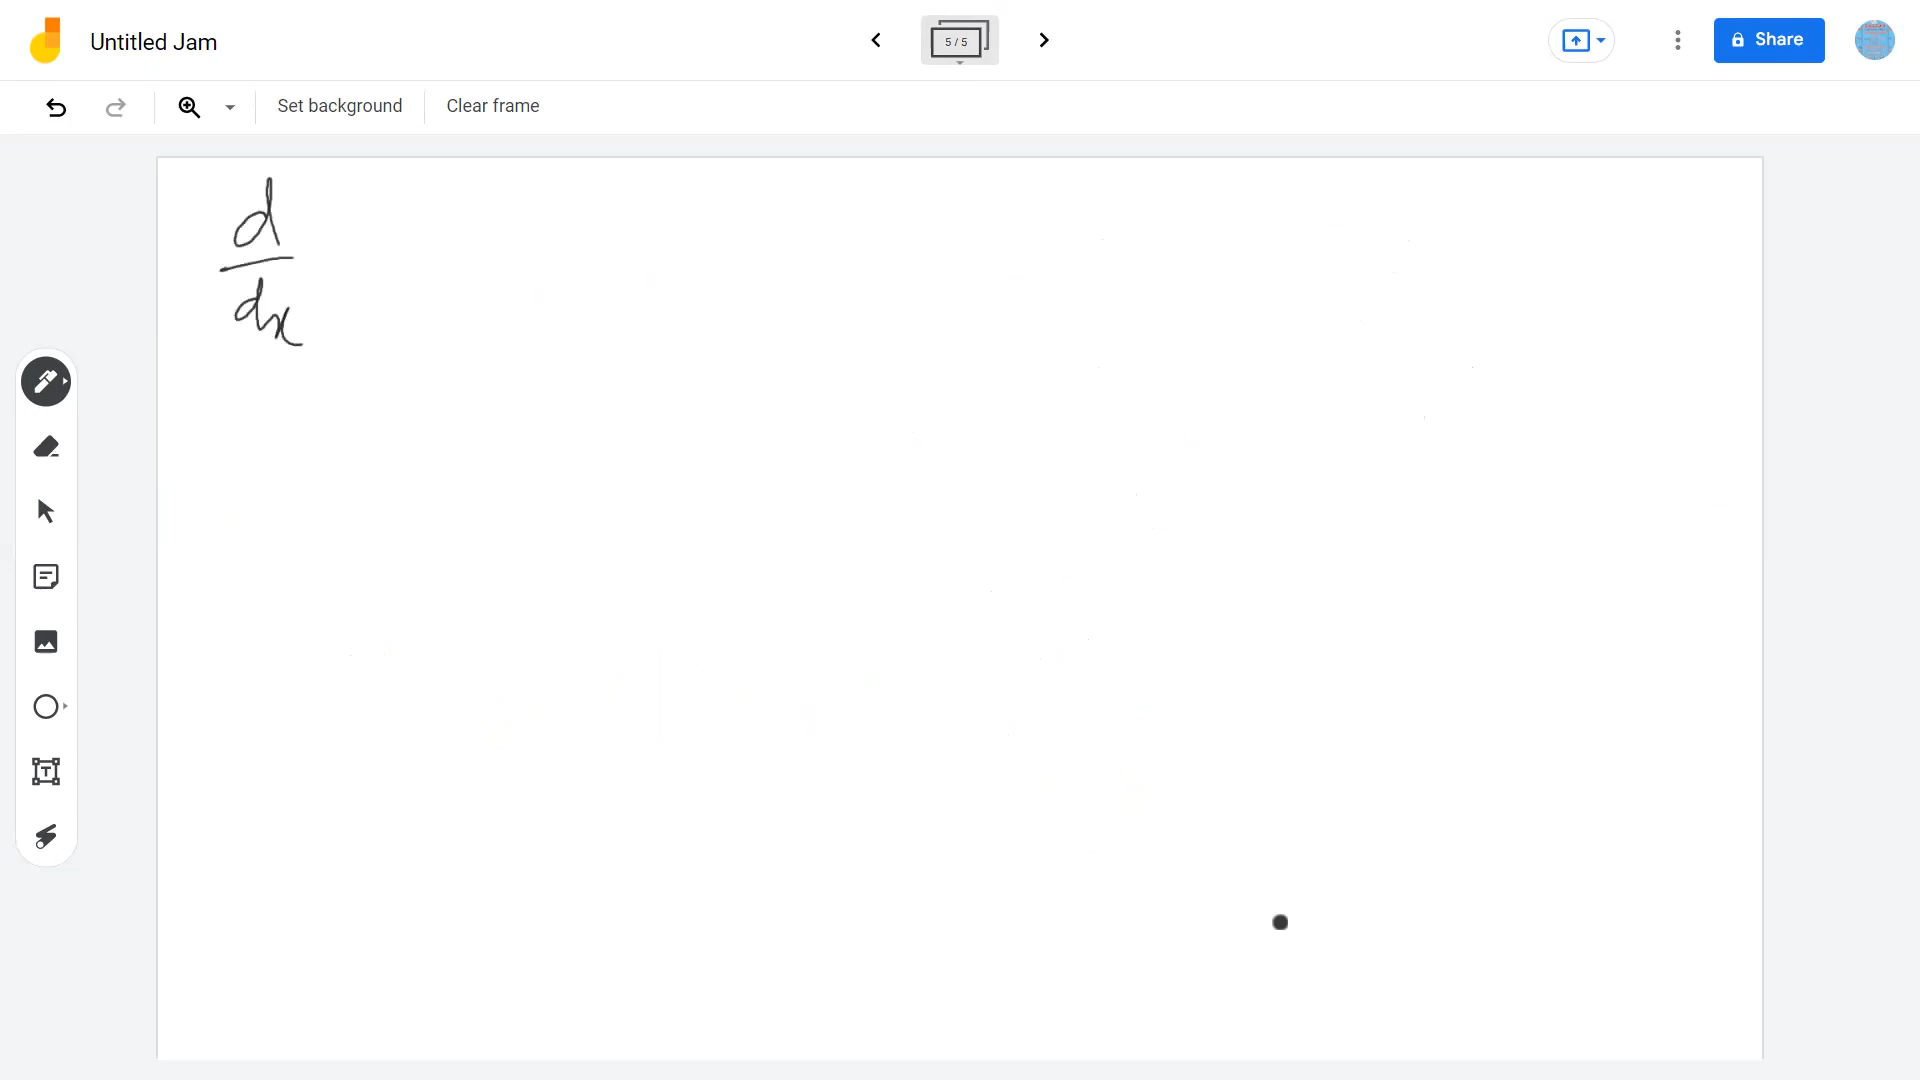 Untitled Jam
5 / 5
Share
Set background
Clear frame
d
dx